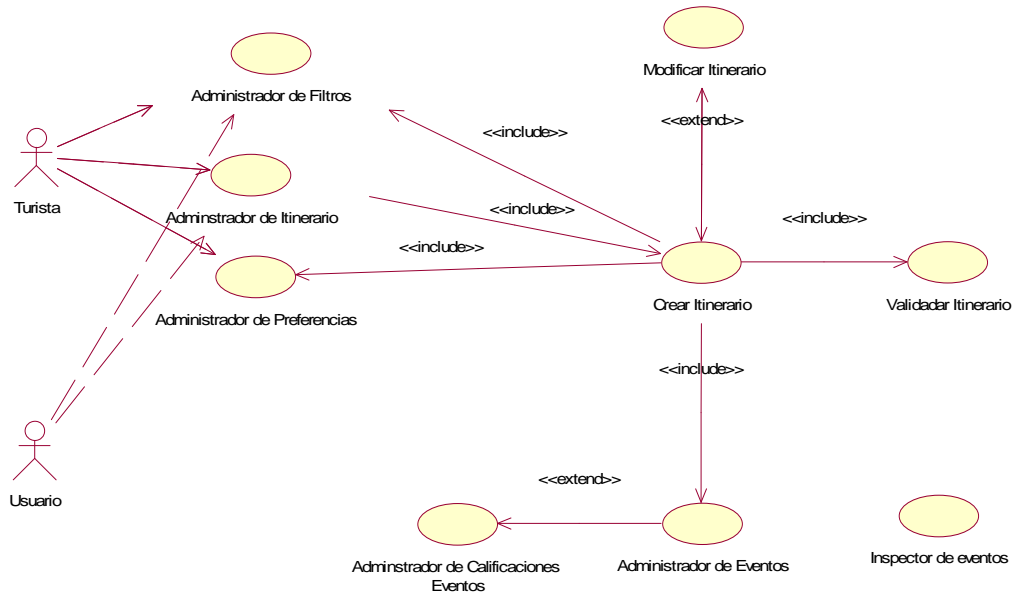 Modificar Itinerario
Administrador de Filtros
<<include>>
<<extend>>
Turista
Adminstrador de Itinerario
<<include>>
<<include>>
<<include>>
Crear Itinerario
Validadar Itinerario
Administrador de Preferencias
<<include>>
<<extend>>
Usuario
Adminstrador de Calificaciones
Eventos
Administrador de Eventos
Inspector de eventos